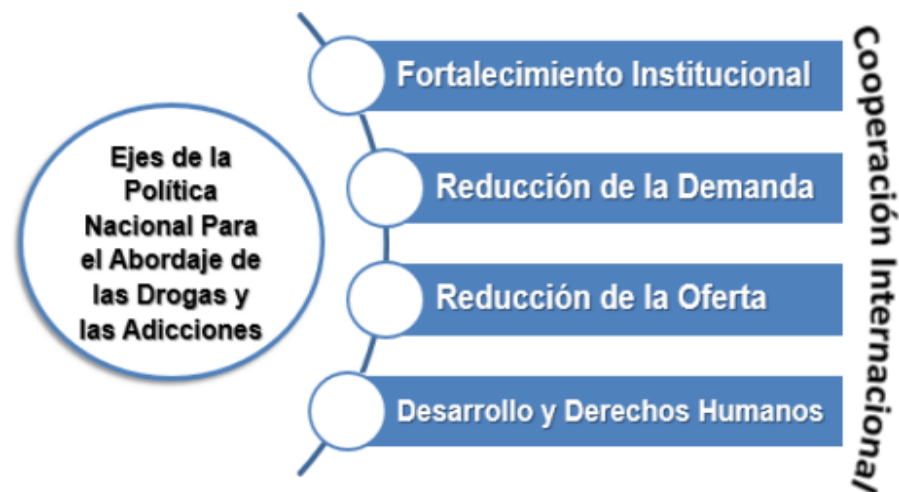 Ejes de la
Política
Nacional Para
el Abordaje de
las Drogas y
las Adicciones
Fortalecimiento Institucional
Reducción de la Demanda
Reducción de la Oferta
Desarrollo y Derechos Humanos
Cooperación Internacional